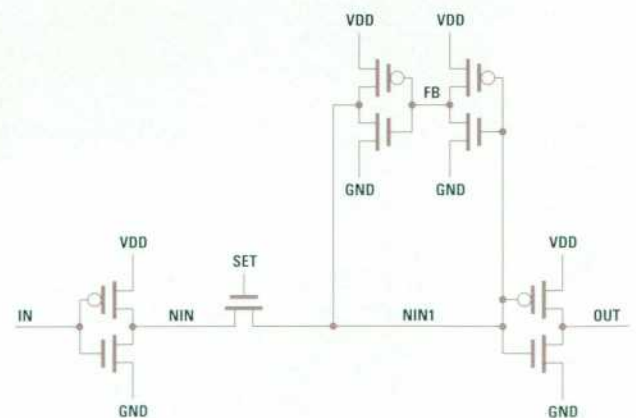 VDD VDD
FB
GND GND
VDD SET VDD
IN NIN NIN1 OUT
GND GND